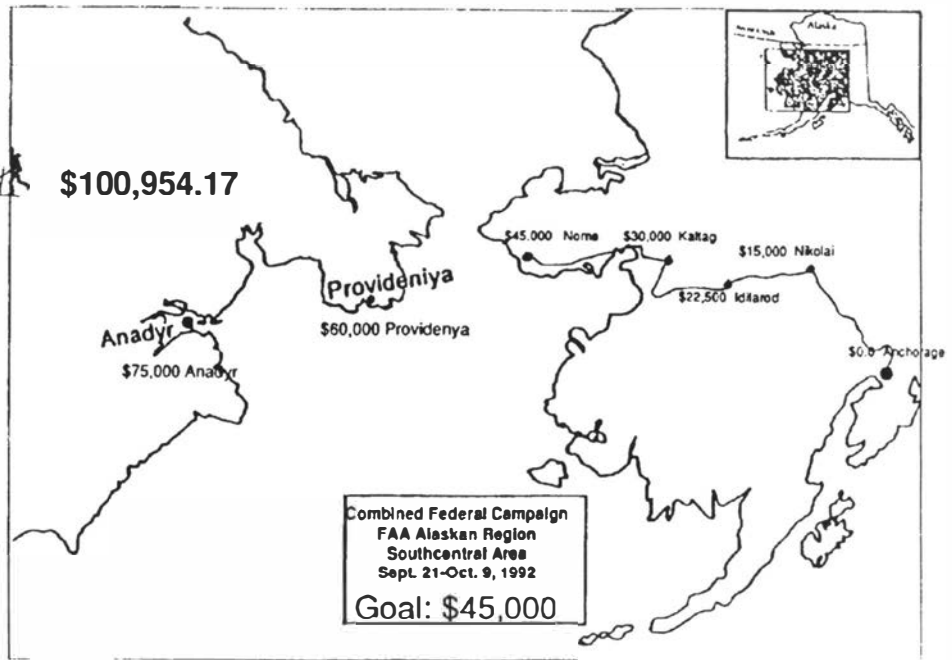 Alaska
$100,954.17
$45.000 Nome
$30,000 Kaltag
$15,000 Nikolai
$22,500 Iditarod
$0.0 Anchorage
Provideniya
$60,000 Providenya
Anadyr
$75,000 Anadyr
Combined Federal Campaign
FAA Alaskan Region
Southcentral Area
Sept. 21-Oct. 9, 1992
Goal: $45,000